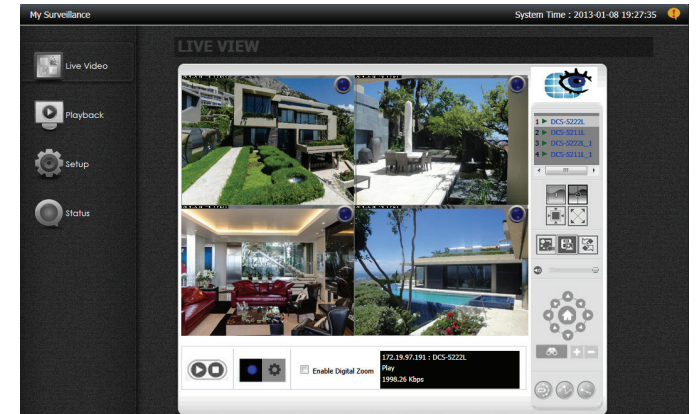 My Surveillance
System Time : 2013-01-08 19:27:35
LIVE VIEW
Live Video
Playback
Setup
Status
1 DCS-5222L
2 DCS-5211L
3 DCS-5222L_1
4 DCS-5211L_1
Enable Digital Zoom
172.19.97.191 : DCS-5222L
Play
1998.26 Kbps